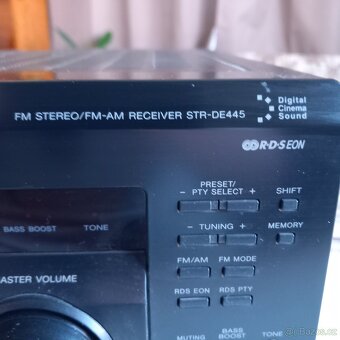 FM STEREO/FM-AM RECEIVER STR-DE445
Digital
Cinema
Sound
R·D·S EON
PRESET/
PTY SELECT
- +
SHIFT
BASS BOOST
TONE
- TUNING +
MEMORY
FM/AM
FM MODE
ASTER VOLUME
RDS EON
RDS PTY
MUTING
BASS
BOOST
TONE